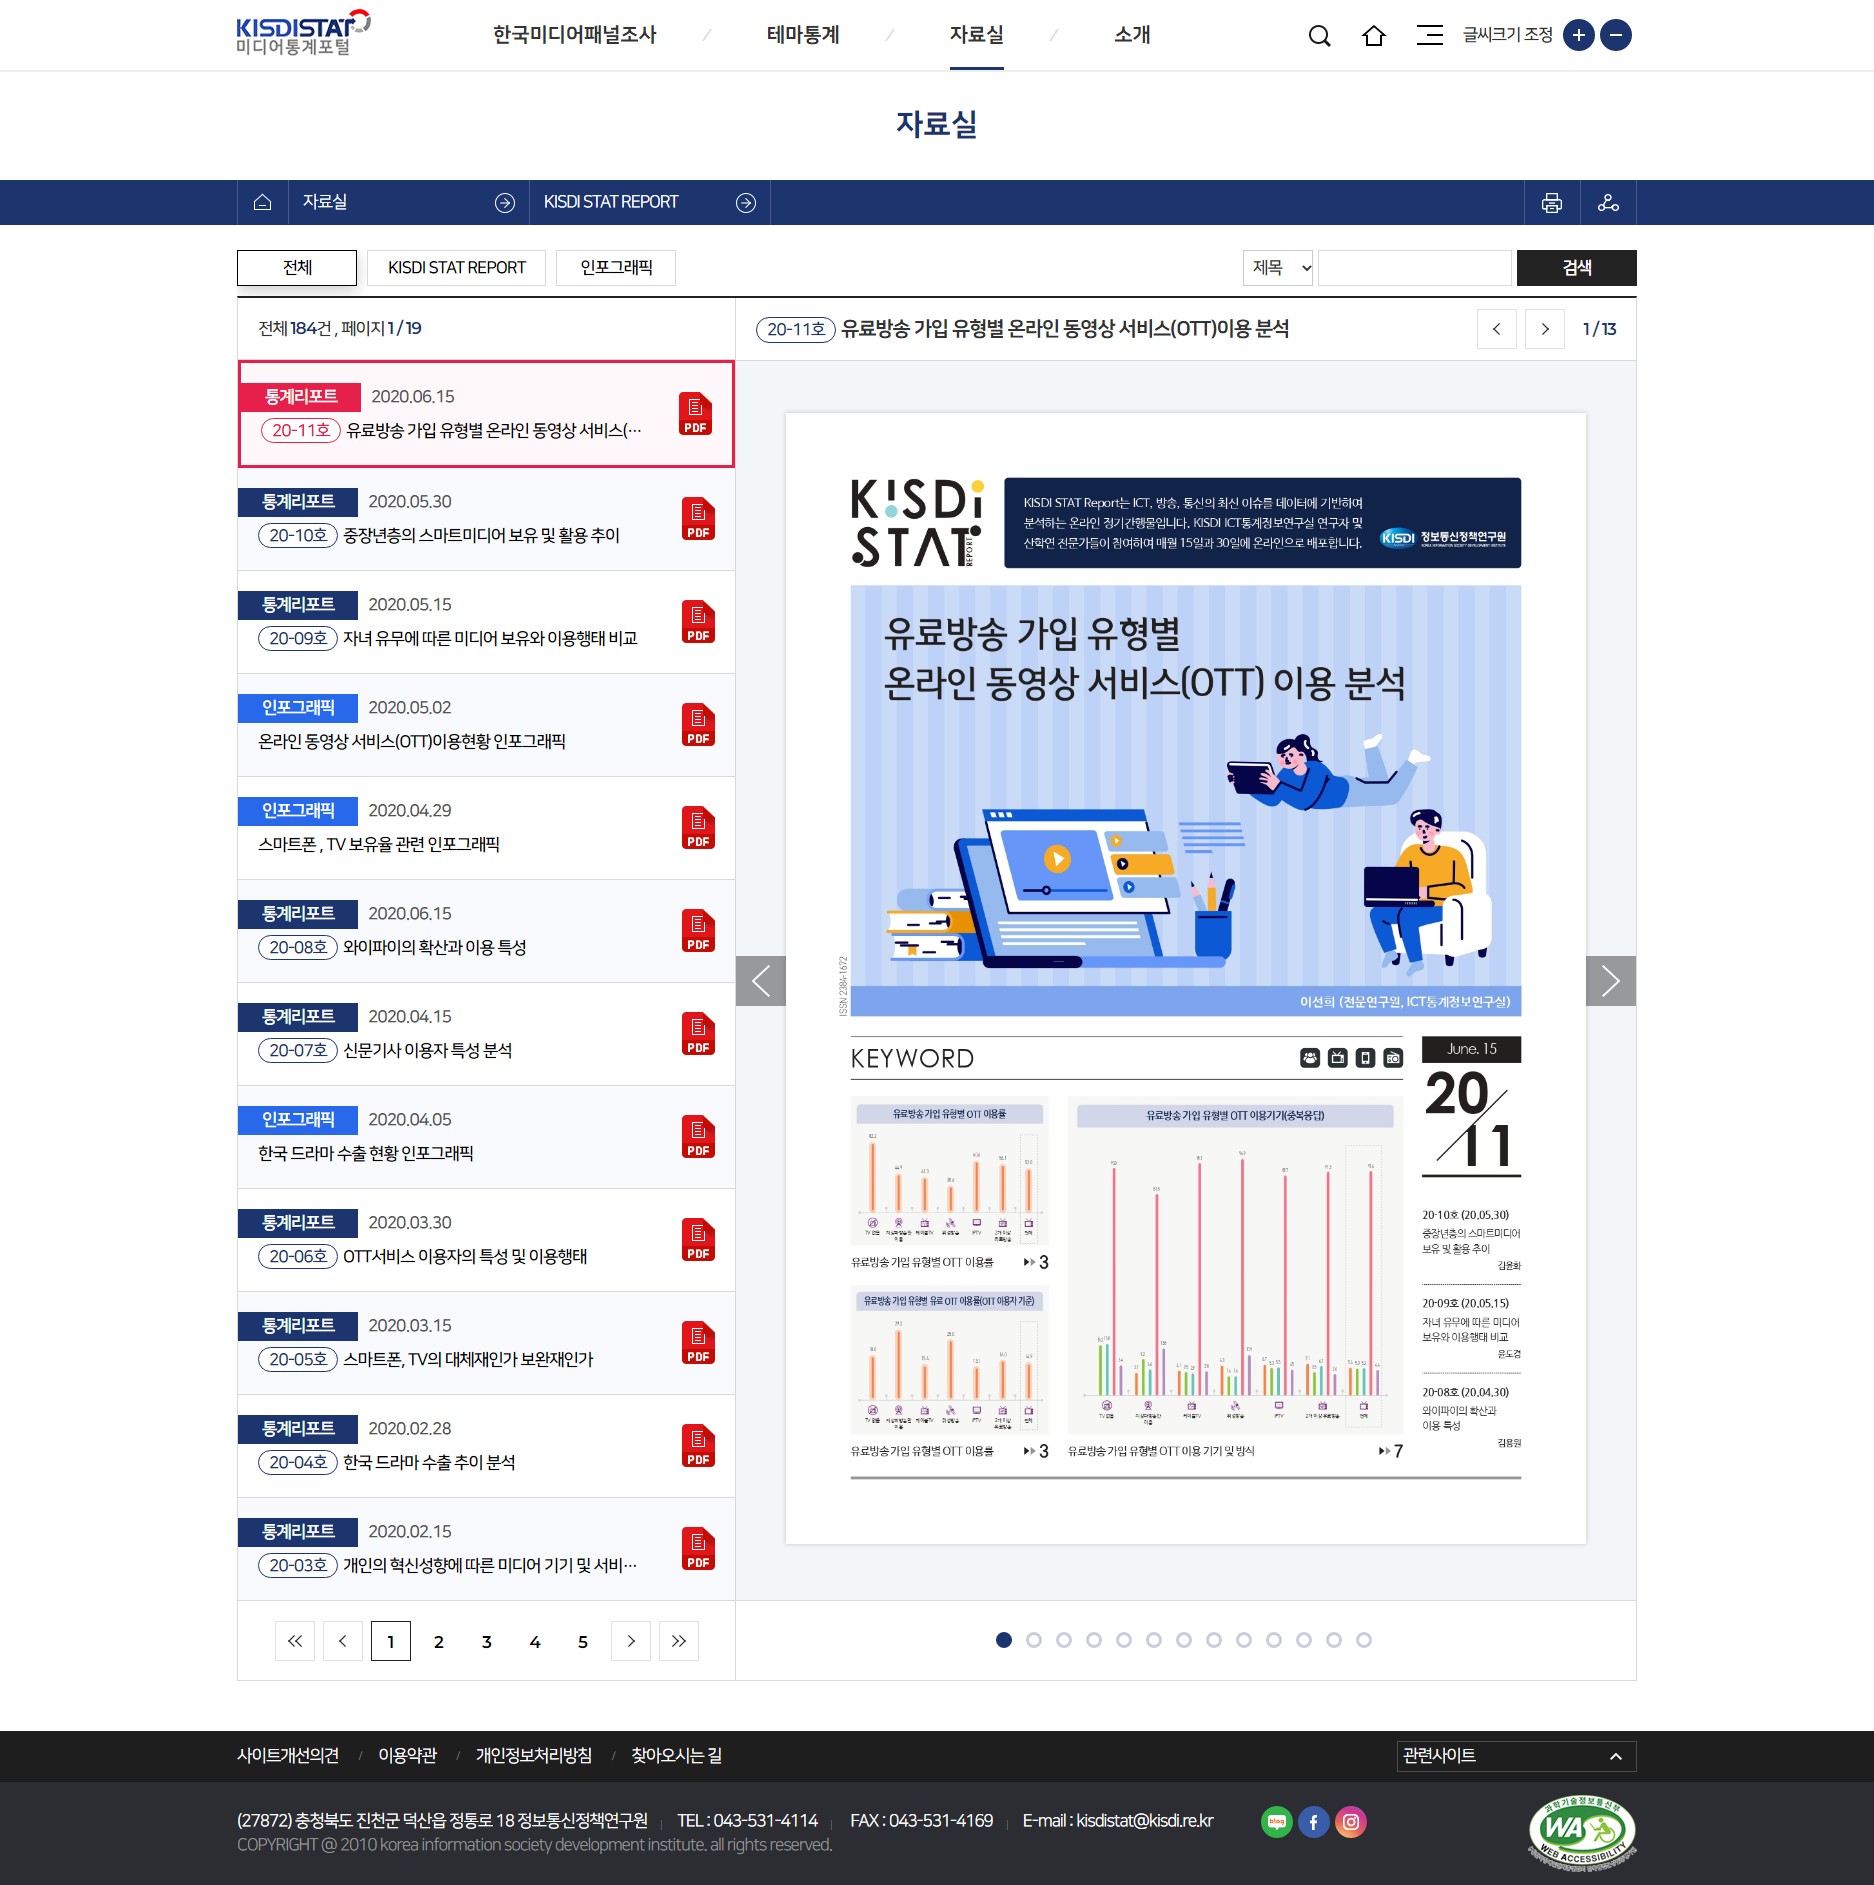 KISDISTAT
미디어통계포털
한국미디어패널조사
테마통계
자료실
소개
글씨크기 조정
자료실
자료실
KISDI STAT REPORT
전체
KISDI STAT REPORT
인포그래픽
제목
검색
전체 184건 , 페이지 1 / 19
통계리포트 2020.06.15
20-11호 유료방송 가입 유형별 온라인 동영상 서비스(…
PDF
통계리포트 2020.05.30
20-10호 중장년층의 스마트미디어 보유 및 활용 추이
PDF
통계리포트 2020.05.15
20-09호 자녀 유무에 따른 미디어 보유와 이용행태 비교
PDF
인포그래픽 2020.05.02
온라인 동영상 서비스(OTT)이용현황 인포그래픽
PDF
인포그래픽 2020.04.29
스마트폰 , TV 보유율 관련 인포그래픽
PDF
통계리포트 2020.06.15
20-08호 와이파이의 확산과 이용 특성
PDF
통계리포트 2020.04.15
20-07호 신문기사 이용자 특성 분석
PDF
인포그래픽 2020.04.05
한국 드라마 수출 현황 인포그래픽
PDF
통계리포트 2020.03.30
20-06호 OTT서비스 이용자의 특성 및 이용행태
PDF
통계리포트 2020.03.15
20-05호 스마트폰, TV의 대체재인가 보완재인가
PDF
통계리포트 2020.02.28
20-04호 한국 드라마 수출 추이 분석
PDF
통계리포트 2020.02.15
20-03호 개인의 혁신성향에 따른 미디어 기기 및 서비…
PDF
1 2 3 4 5
20-11호 유료방송 가입 유형별 온라인 동영상 서비스(OTT)이용 분석
1 / 13
KISDi
STAT
REPORT
KISDI STAT Report는 ICT, 방송, 통신의 최신 이슈를 데이터에 기반하여
분석하는 온라인 정기간행물입니다. KISDI ICT통계정보연구실 연구자 및
산학연 전문가들이 참여하여 매월 15일과 30일에 온라인으로 배포합니다.
KISDI 정보통신정책연구원
유료방송 가입 유형별
온라인 동영상 서비스(OTT) 이용 분석
ISSN 2384-1672
이선희 (전문연구원, ICT통계정보연구실)
KEYWORD
유료방송 가입 유형별 OTT 이용률
유료방송 가입 유형별 OTT 이용률 3
유료방송 가입 유형별 유료 OTT 이용률(OTT 이용자 기준)
유료방송 가입 유형별 OTT 이용률 3
유료방송 가입 유형별 OTT 이용기기(중복응답)
유료방송 가입 유형별 OTT 이용 기기 및 방식 7
June. 15
20
11
20-10호 (20.05.30)
중장년층의 스마트미디어
보유 및 활용 추이
김윤화
20-09호 (20.05.15)
자녀 유무에 따른 미디어
보유와 이용행태 비교
윤도경
20-08호 (20.04.30)
와이파이의 확산과
이용 특성
김용원
사이트개선의견 / 이용약관 / 개인정보처리방침 / 찾아오시는 길
관련사이트
(27872) 충청북도 진천군 덕산읍 정통로 18 정보통신정책연구원 TEL : 043-531-4114 FAX : 043-531-4169 E-mail : kisdistat@kisdi.re.kr
COPYRIGHT @ 2010 korea information society development institute. all rights reserved.
blog
과학기술정보통신부
WA
WEB ACCESSIBILITY